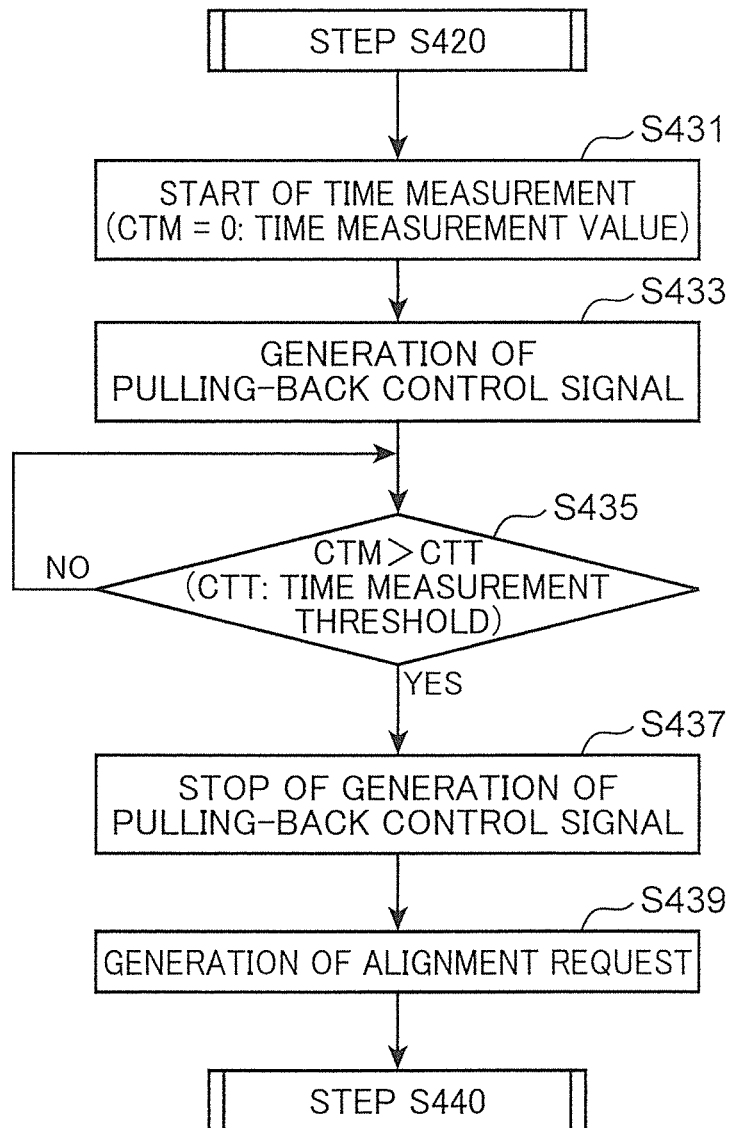 STEP S420
S431
START OF TIME MEASUREMENT
(CTM = 0: TIME MEASUREMENT VALUE)
S433
GENERATION OF
PULLING-BACK CONTROL SIGNAL
S435
CTM>CTT
(CTT: TIME MEASUREMENT
THRESHOLD)
NO
YES
S437
STOP OF GENERATION OF
PULLING-BACK CONTROL SIGNAL
S439
GENERATION OF ALIGNMENT REQUEST
STEP S440